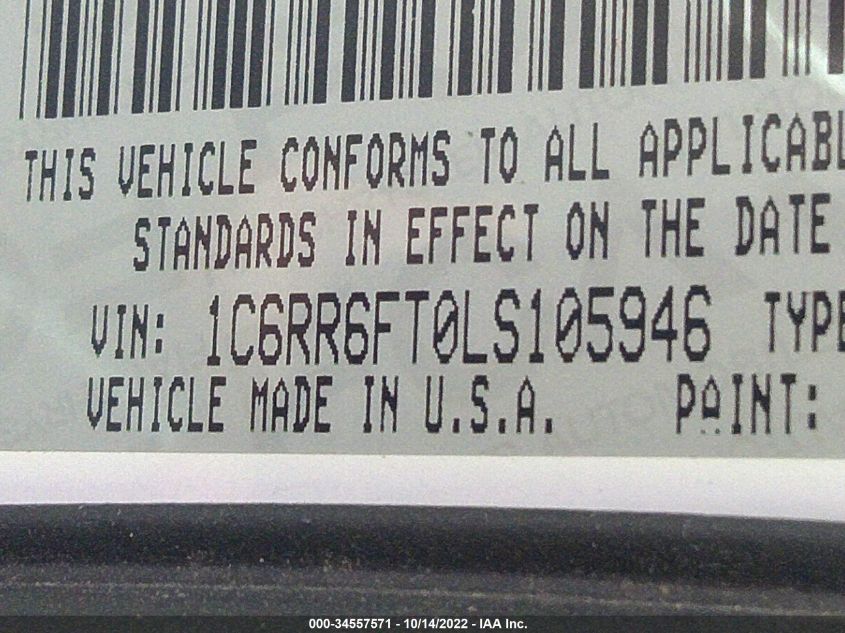 THIS VEHICLE CONFORMS TO ALL APPLICABL
STANDARDS IN EFFECT ON THE DATE
VIN: 1C6RR6FT0LS105946 TYPE
VEHICLE MADE IN U.S.A. PAINT:
000-34557571 - 10/14/2022 - IAA Inc.